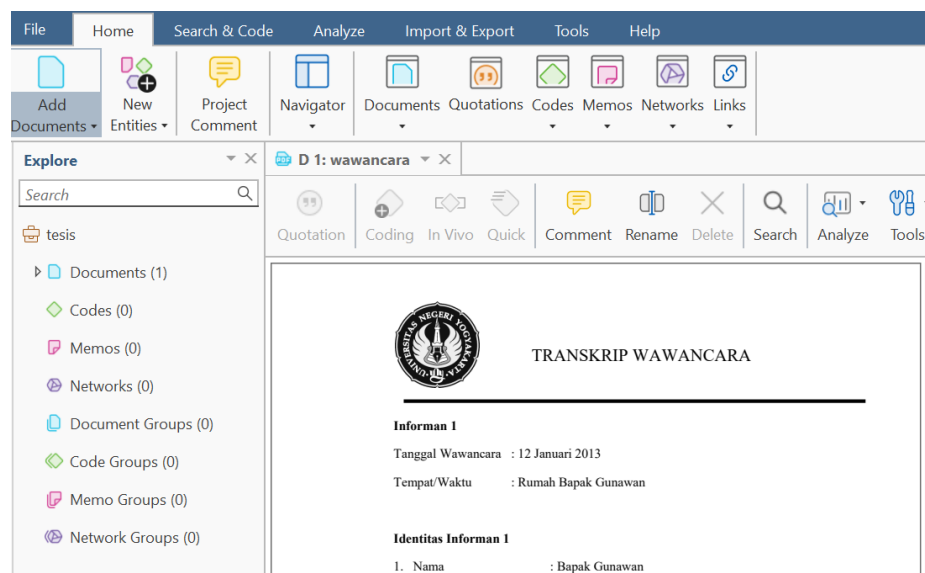 File Home Search & Code Analyze Import & Export Tools Help
Add Documents
New Entities
Project Comment
Navigator
Documents
Quotations
Codes
Memos
Networks
Links
Explore
Search
tesis
Documents (1)
Codes (0)
Memos (0)
Networks (0)
Document Groups (0)
Code Groups (0)
Memo Groups (0)
Network Groups (0)
PDF D 1: wawancara
Quotation Coding In Vivo Quick Comment Rename Delete Search Analyze Tools
UNIVERSITAS NEGERI YOGYAKARTA
TRANSKRIP WAWANCARA
Informan 1
Tanggal Wawancara : 12 Januari 2013
Tempat/Waktu : Rumah Bapak Gunawan
Identitas Informan 1
1. Nama : Bapak Gunawan